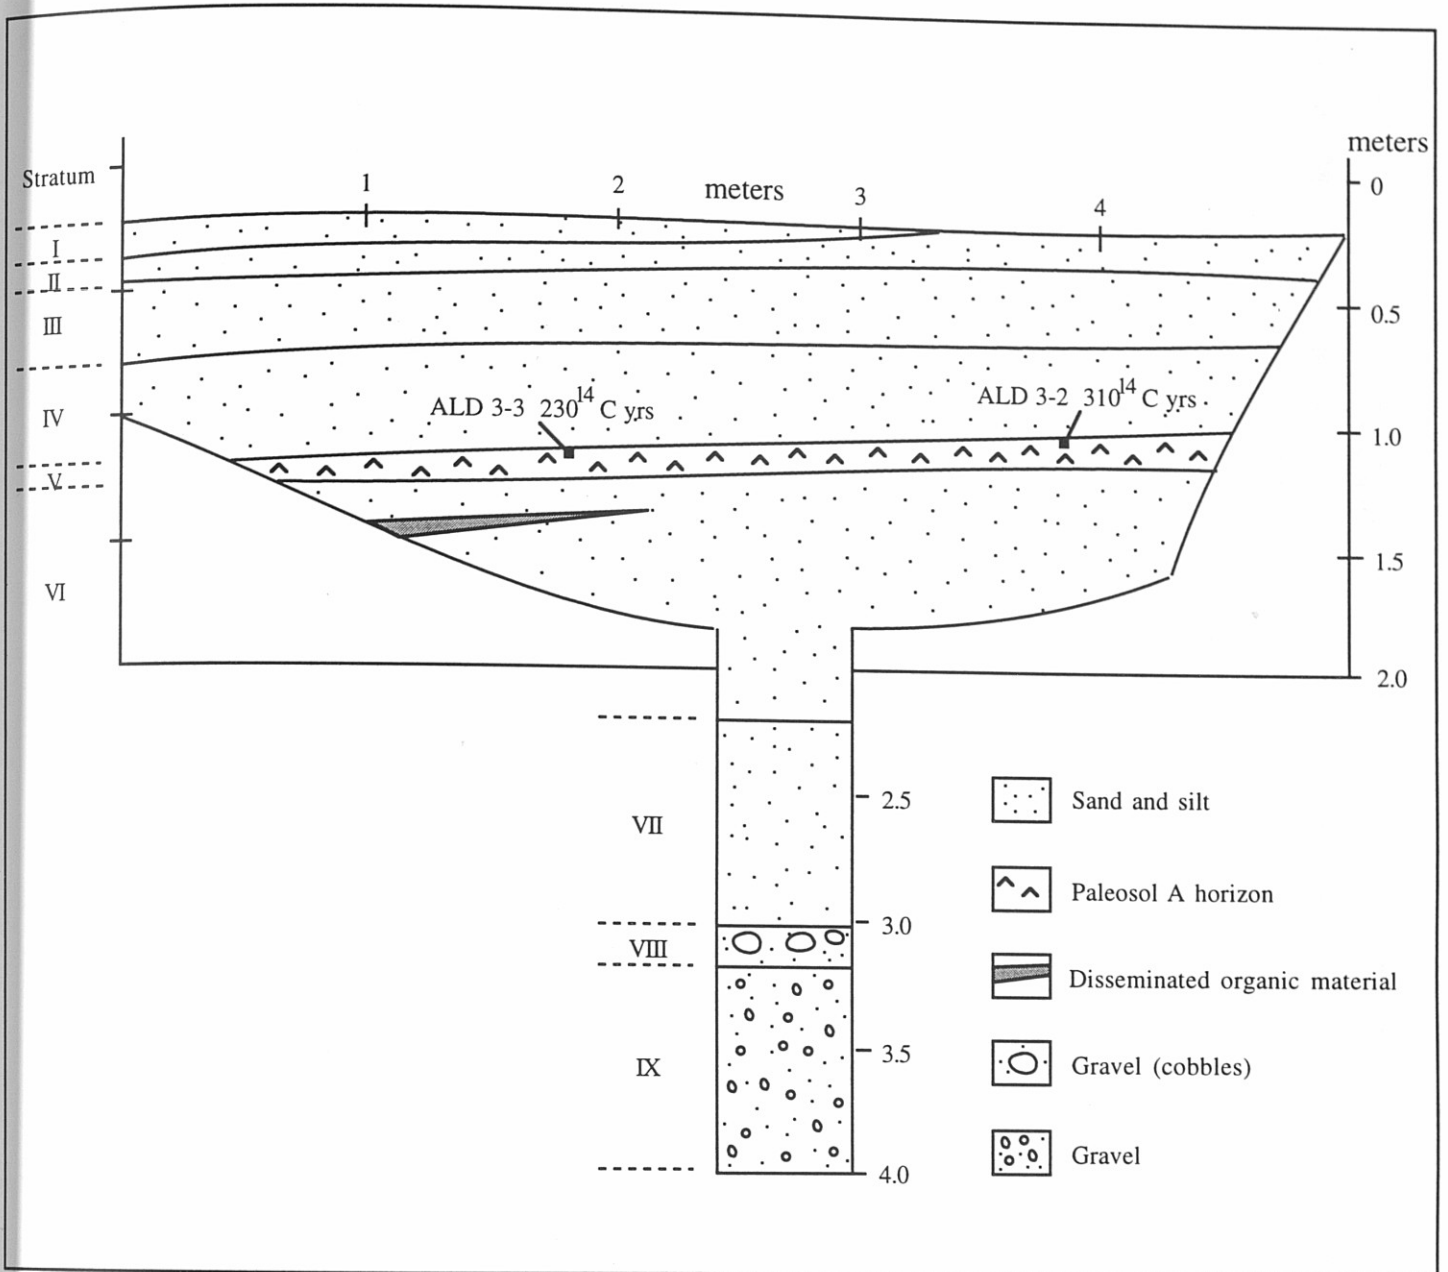 meters
Stratum
1
2
meters
3
4
0
I
II
III
0.5
IV
ALD 3-3 230¹⁴ C yrs
ALD 3-2 310¹⁴ C yrs
1.0
V
1.5
VI
2.0
2.5
VII
3.0
VIII
3.5
IX
4.0
Sand and silt
Paleosol A horizon
Disseminated organic material
Gravel (cobbles)
Gravel